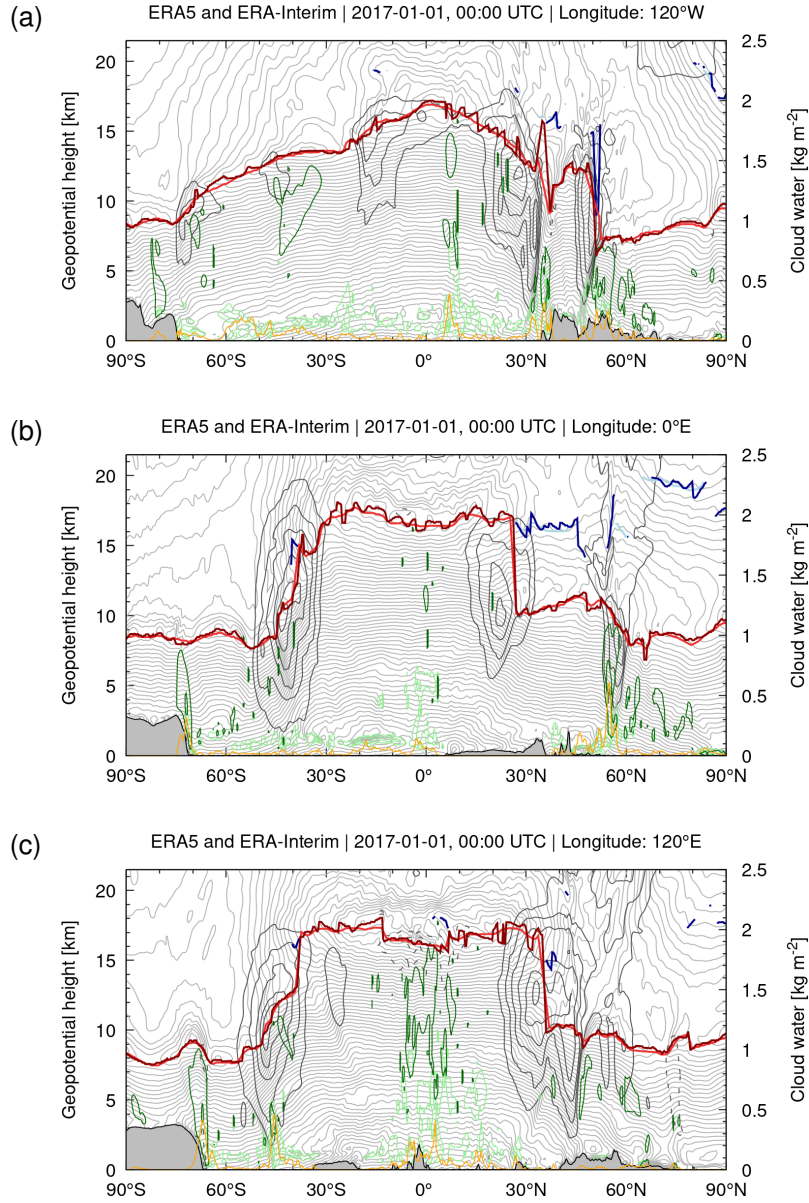 (a)
ERA5 and ERA-Interim | 2017-01-01, 00:00 UTC | Longitude: 120°W
Geopotential height [km]
20
15
10
5
0
2.5
2
1.5
1
0.5
0
Cloud water [kg m⁻²]
90°S 60°S 30°S 0° 30°N 60°N 90°N
(b)
ERA5 and ERA-Interim | 2017-01-01, 00:00 UTC | Longitude: 0°E
Geopotential height [km]
20
15
10
5
0
2.5
2
1.5
1
0.5
0
Cloud water [kg m⁻²]
90°S 60°S 30°S 0° 30°N 60°N 90°N
(c)
ERA5 and ERA-Interim | 2017-01-01, 00:00 UTC | Longitude: 120°E
Geopotential height [km]
20
15
10
5
0
2.5
2
1.5
1
0.5
0
Cloud water [kg m⁻²]
90°S 60°S 30°S 0° 30°N 60°N 90°N